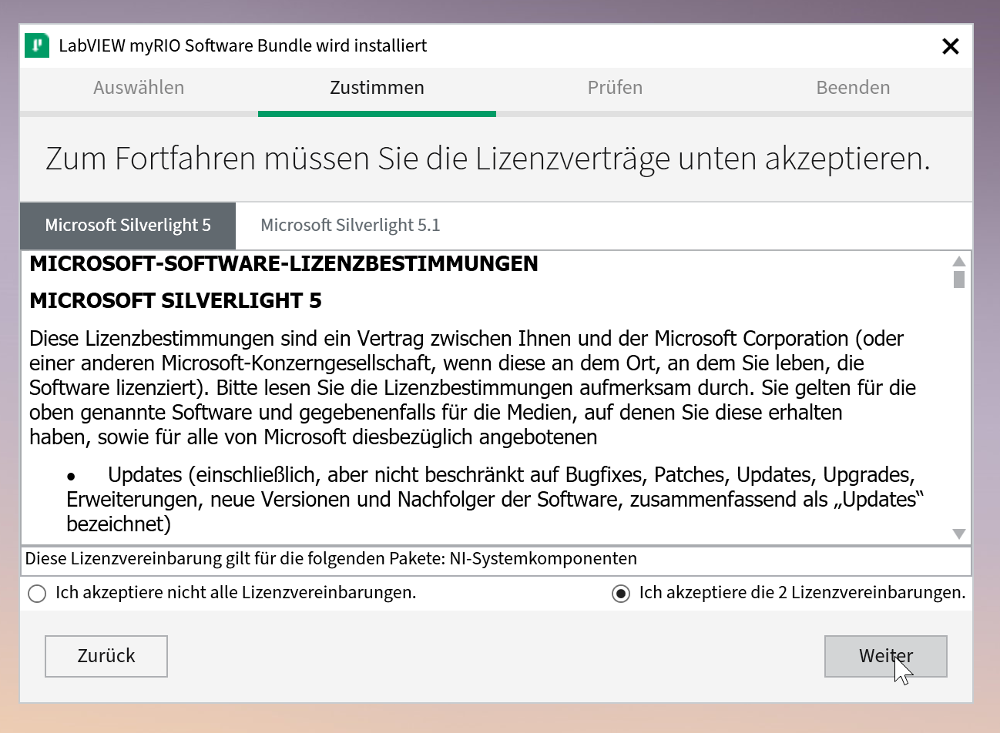 LabVIEW myRIO Software Bundle wird installiert
Auswählen
Zustimmen
Prüfen
Beenden
Zum Fortfahren müssen Sie die Lizenzverträge unten akzeptieren.
Microsoft Silverlight 5
Microsoft Silverlight 5.1
MICROSOFT-SOFTWARE-LIZENZBESTIMMUNGEN
MICROSOFT SILVERLIGHT 5
Diese Lizenzbestimmungen sind ein Vertrag zwischen Ihnen und der Microsoft Corporation (oder
einer anderen Microsoft-Konzerngesellschaft, wenn diese an dem Ort, an dem Sie leben, die
Software lizenziert). Bitte lesen Sie die Lizenzbestimmungen aufmerksam durch. Sie gelten für die
oben genannte Software und gegebenenfalls für die Medien, auf denen Sie diese erhalten
haben, sowie für alle von Microsoft diesbezüglich angebotenen
• Updates (einschließlich, aber nicht beschränkt auf Bugfixes, Patches, Updates, Upgrades,
Erweiterungen, neue Versionen und Nachfolger der Software, zusammenfassend als „Updates“
bezeichnet)
Diese Lizenzvereinbarung gilt für die folgenden Pakete: NI-Systemkomponenten
Ich akzeptiere nicht alle Lizenzvereinbarungen.
Ich akzeptiere die 2 Lizenzvereinbarungen.
Zurück
Weiter